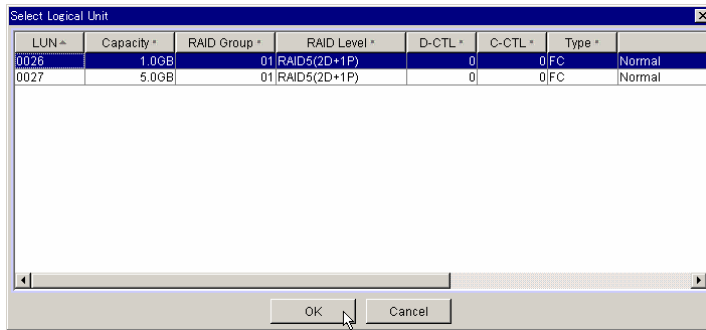 Select Logical Unit
LUN Capacity RAID Group RAID Level D-CTL C-CTL Type
0026 1.0GB 01 RAID5(2D+1P) 0 0 FC Normal
0027 5.0GB 01 RAID5(2D+1P) 0 0 FC Normal
OK Cancel